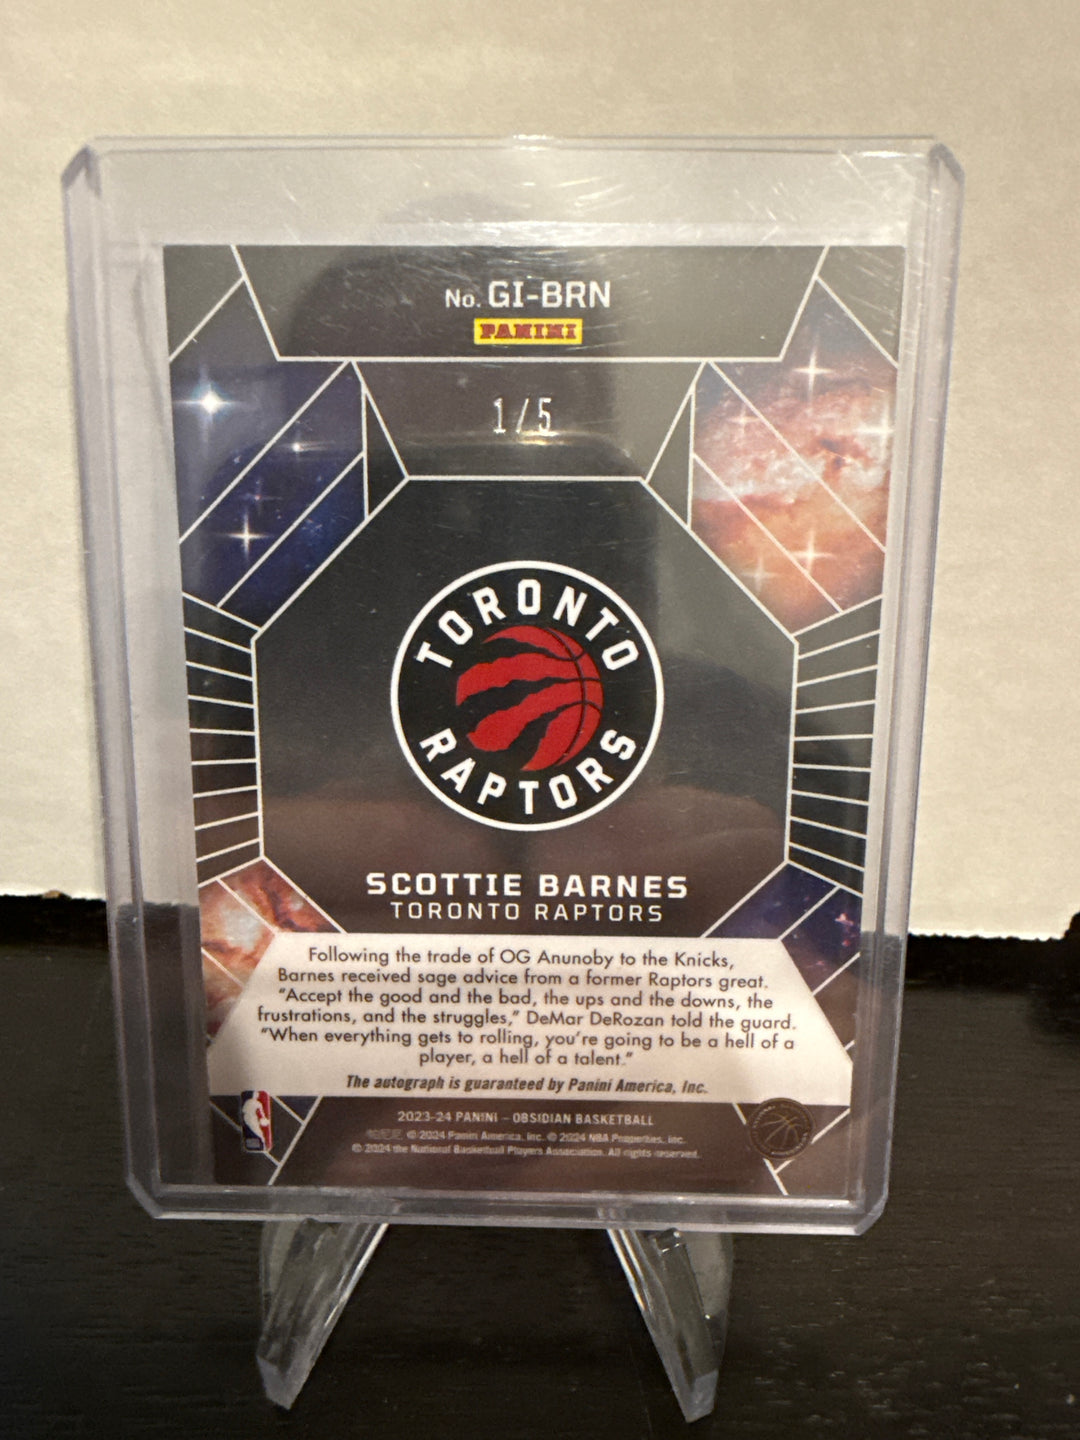 No. GI-BRN
PANINI
1/5
TORONTO
RAPTORS
SCOTTIE BARNES
TORONTO RAPTORS
Following the trade of OG Anunoby to the Knicks,
Barnes received sage advice from a former Raptors great.
“Accept the good and the bad, the ups and the downs, the
frustrations, and the struggles,” DeMar DeRozan told the guard.
“When everything gets to rolling, you’re going to be a hell of a
player, a hell of a talent.”
The autograph is guaranteed by Panini America, Inc.
2023-24 PANINI – OBSIDIAN BASKETBALL
© 2024 Panini America, Inc. © 2024 NBA Properties, Inc.
© 2024 the National Basketball Players Association. All rights reserved.